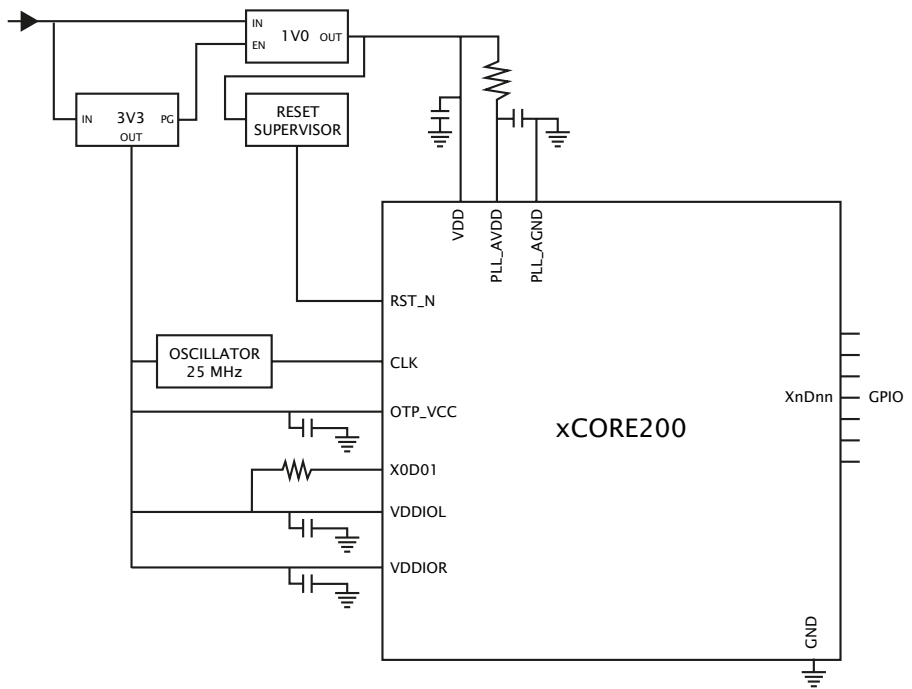 IN
1V0
OUT
EN
IN
3V3
PG
OUT
RESET
SUPERVISOR
VDD
PLL_AVDD
PLL_AGND
RST_N
OSCILLATOR
25 MHz
CLK
XnDnn
GPIO
OTP_VCC
xCORE200
X0D01
VDDIOL
VDDIOR
GND